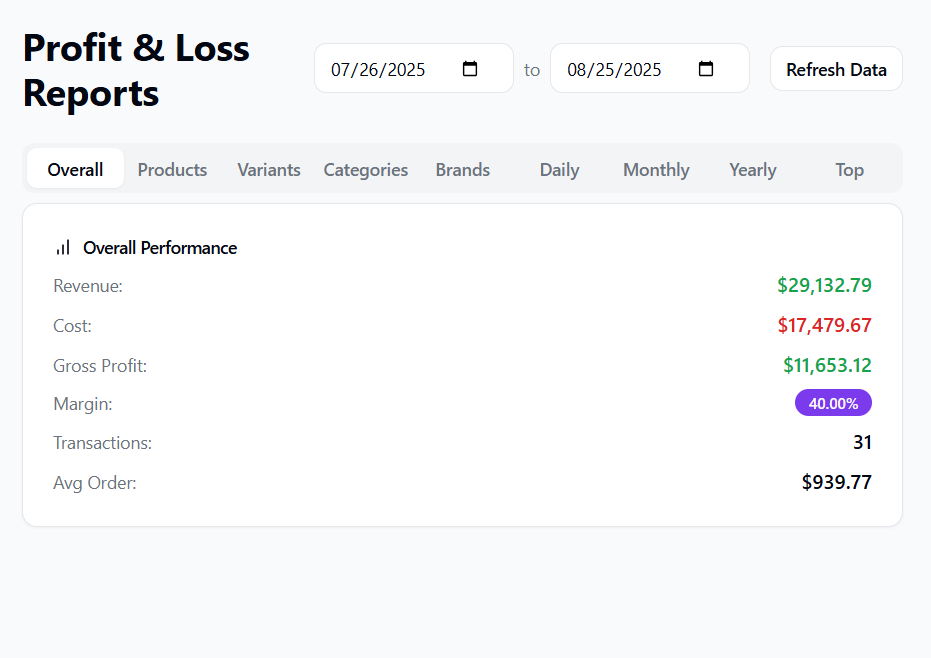 Profit & Loss
Reports
07/26/2025 to 08/25/2025 Refresh Data
Overall Products Variants Categories Brands Daily Monthly Yearly Top
Overall Performance
Revenue: $29,132.79
Cost: $17,479.67
Gross Profit: $11,653.12
Margin: 40.00%
Transactions: 31
Avg Order: $939.77